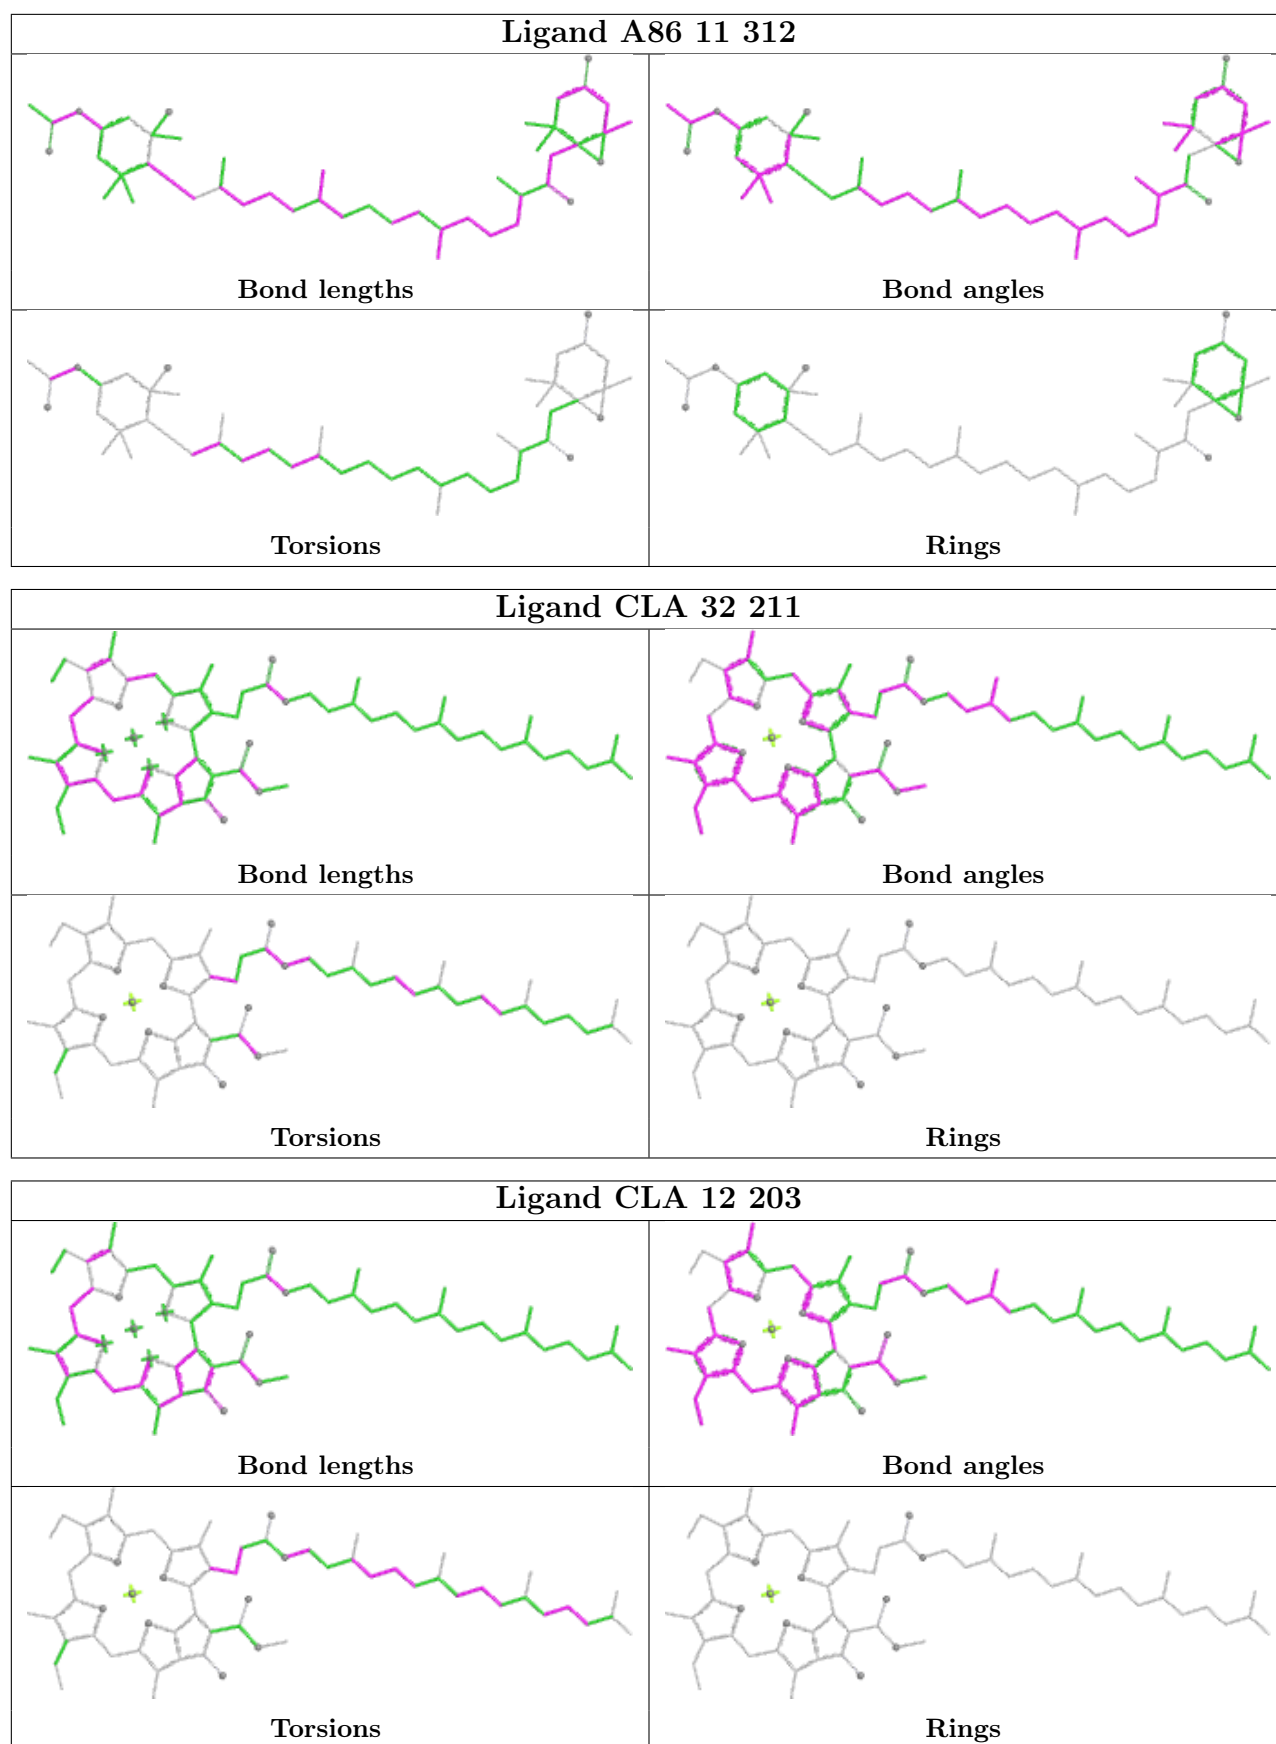 Ligand A86 11 312
Bond lengths
Bond angles
Torsions
Rings
Ligand CLA 32 211
Bond lengths
Bond angles
Torsions
Rings
Ligand CLA 12 203
Bond lengths
Bond angles
Torsions
Rings